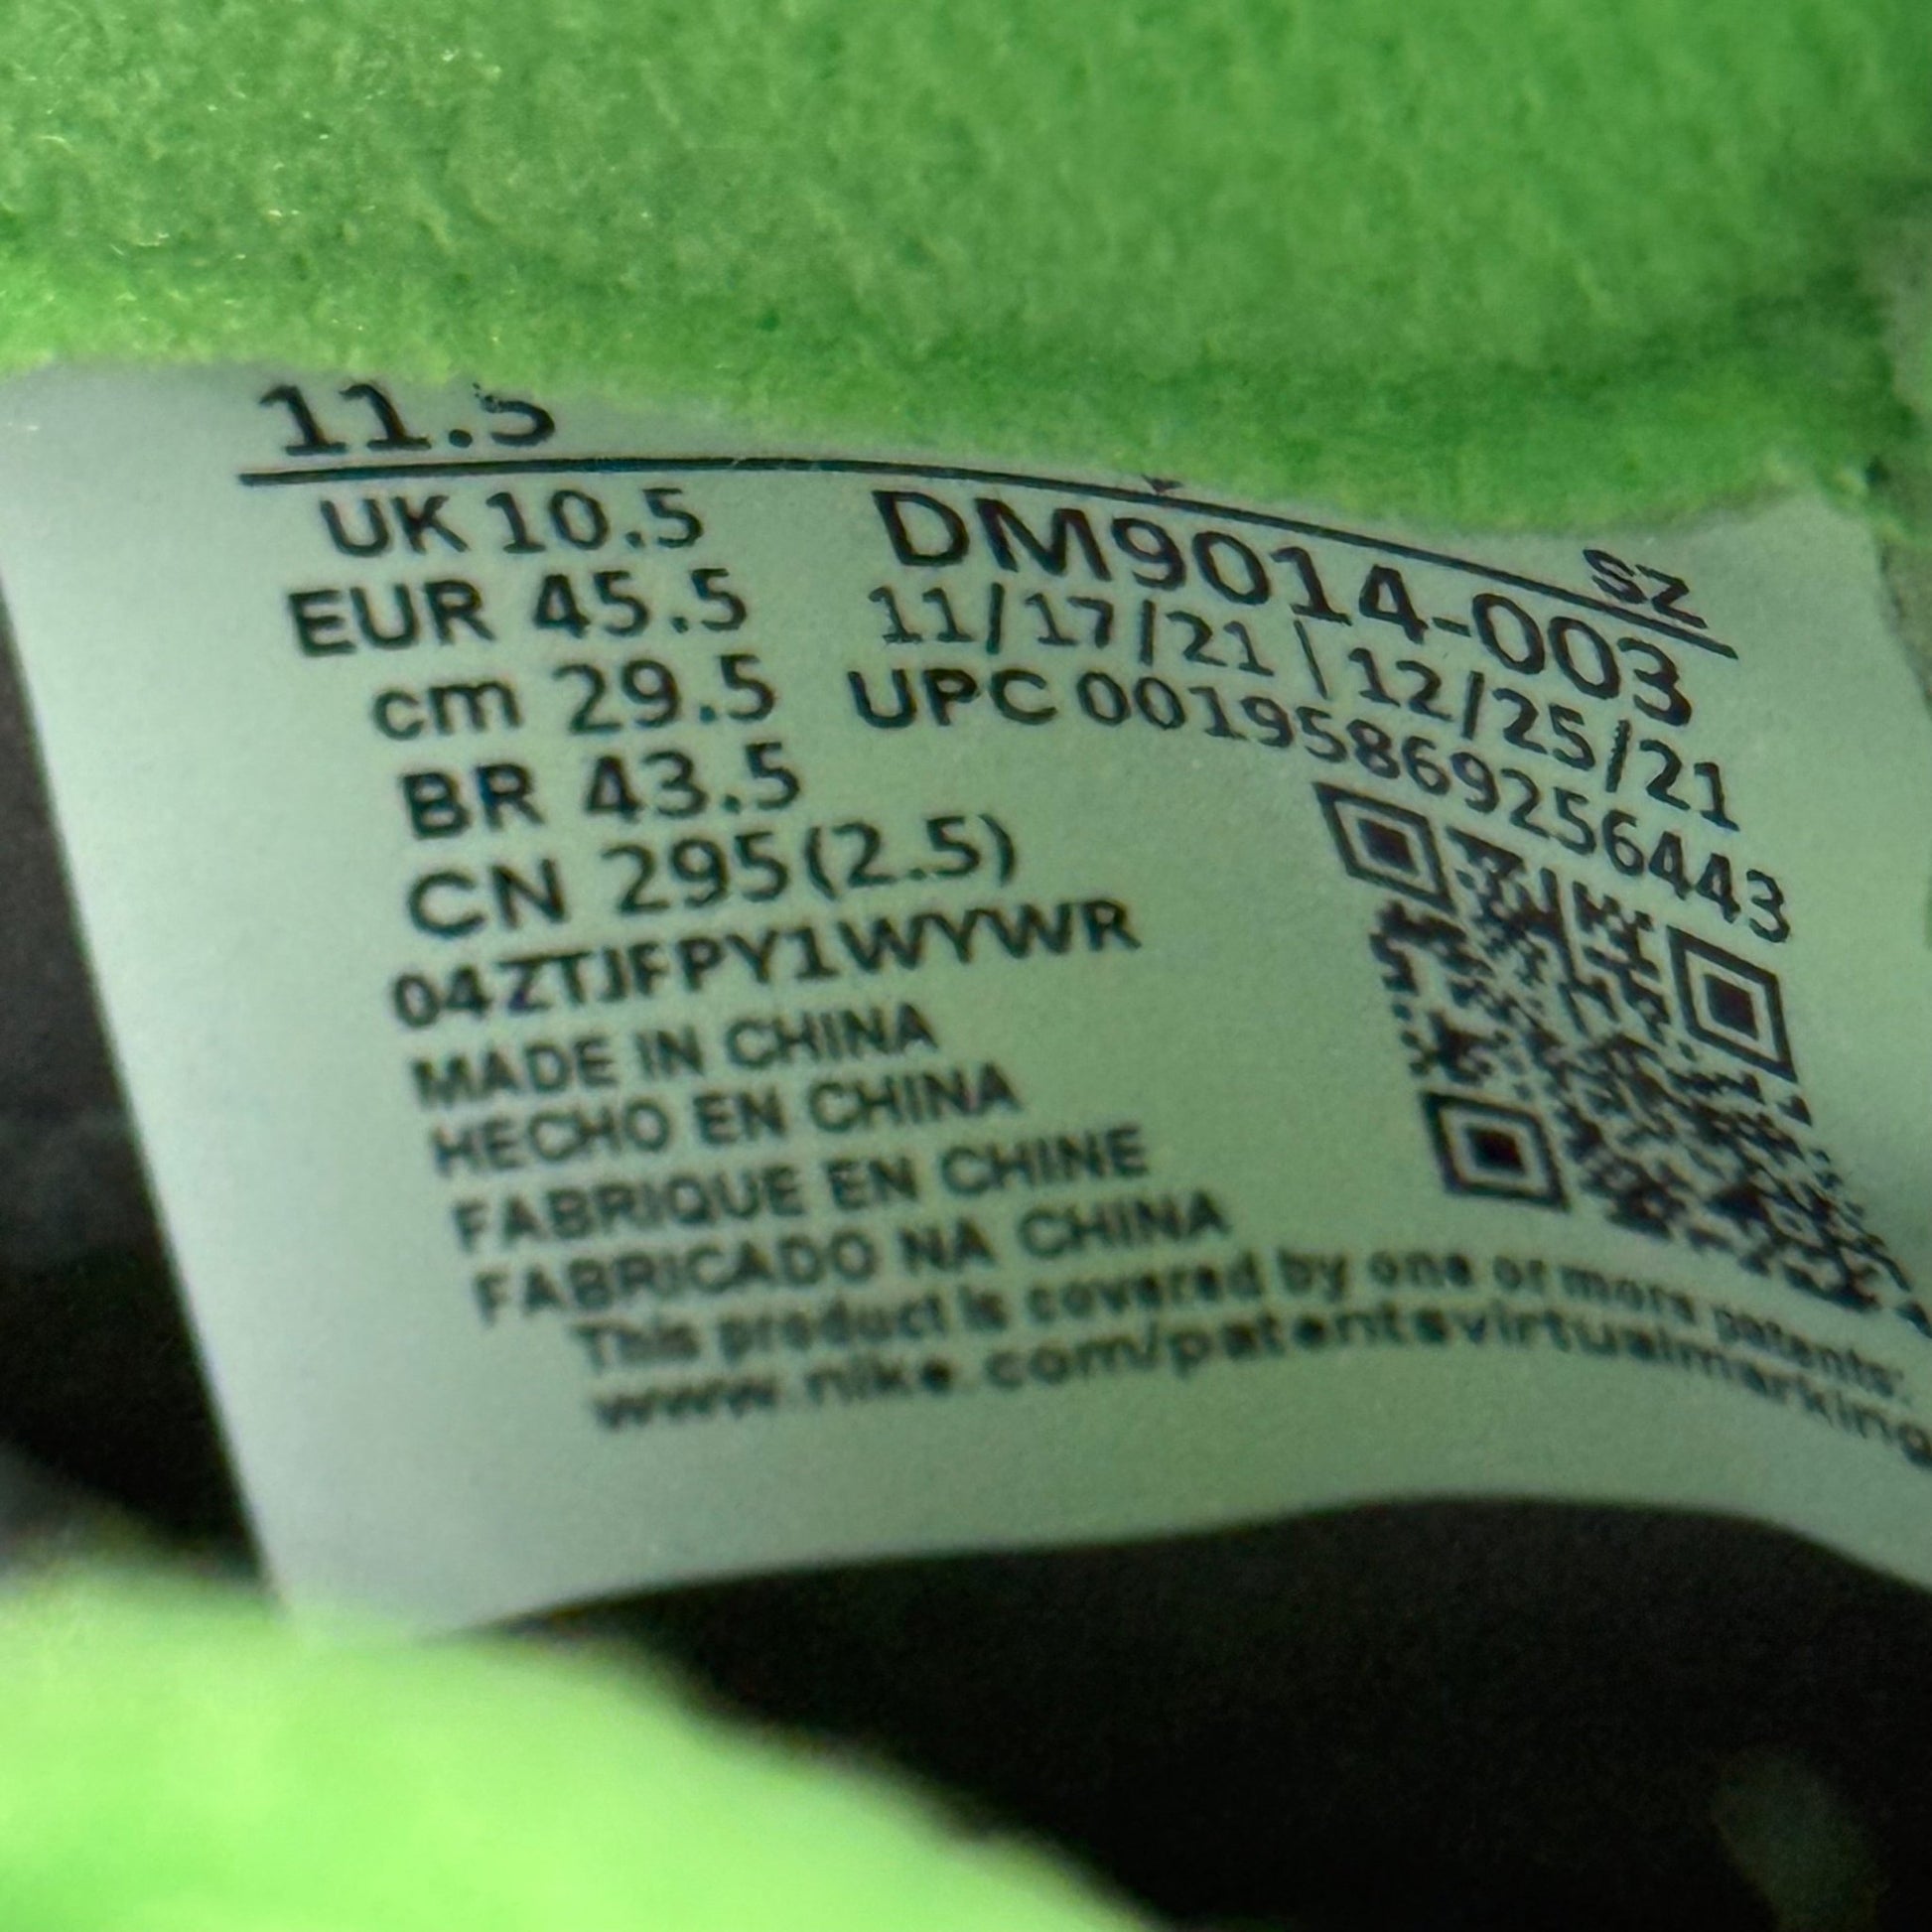 11.5
SZ
UK 10.5
EUR 45.5
cm 29.5
BR 43.5
CN 295(2.5)
04ZTJFPY1WYWR
DM9014-003
11/17/21 | 12/25/21
UPC 00195869256443
MADE IN CHINA
HECHO EN CHINA
FABRIQUE EN CHINE
FABRICADO NA CHINA
This product is covered by one or more patents:
www.nike.com/patentsvirtualmarking